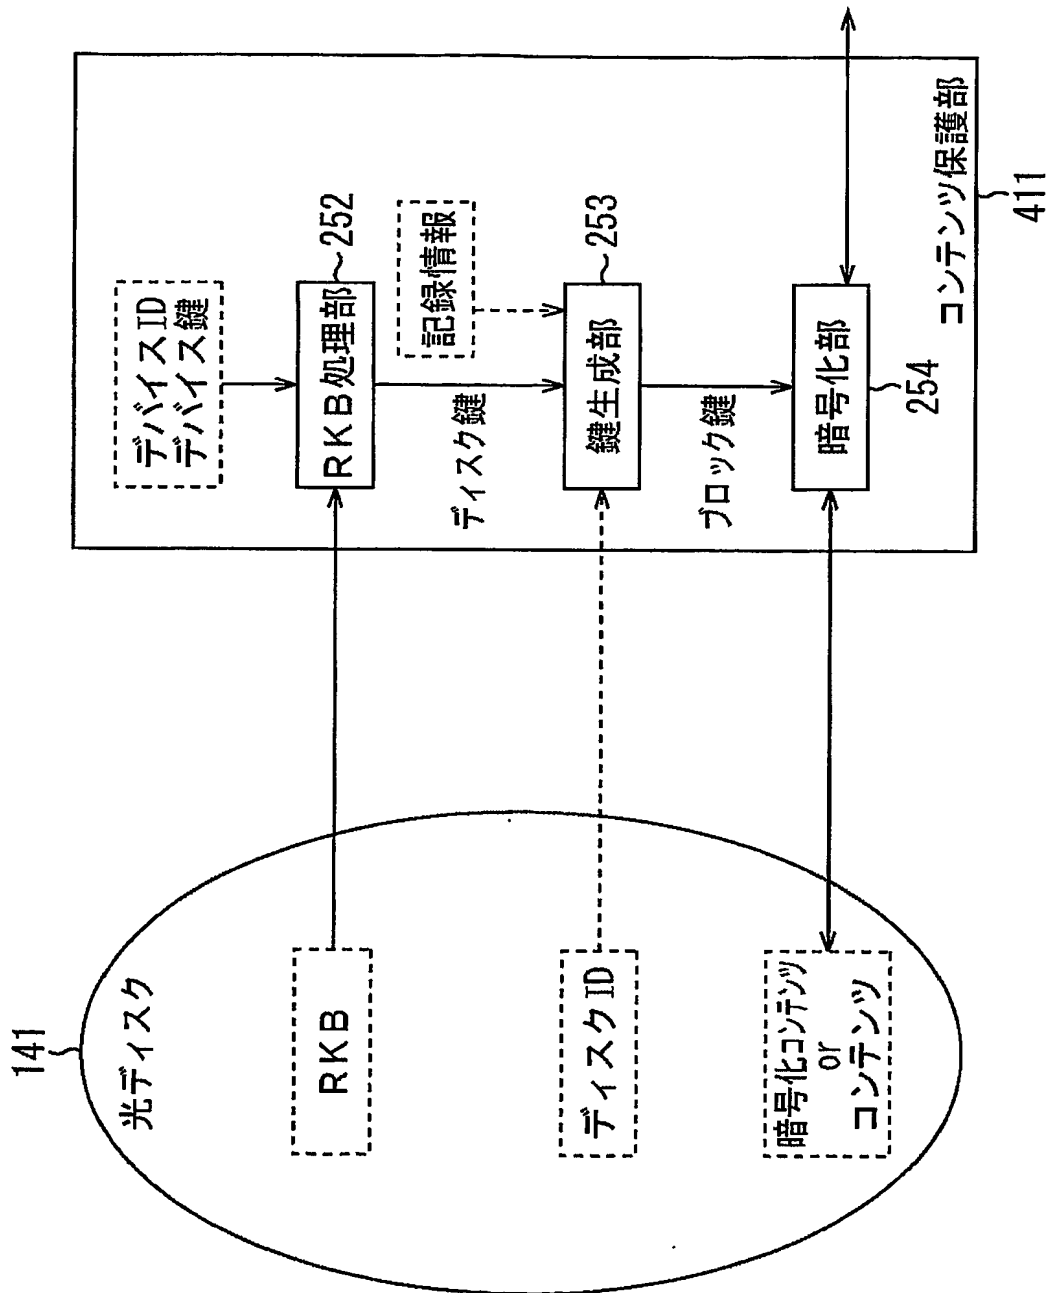 141
光ディスク
RKB
ディスクID
暗号化コンテンツ
or
コンテンツ
デバイスID
デバイス鍵
RKB処理部
252
記録情報
ディスク鍵
鍵生成部
253
ブロック鍵
暗号化部
254
コンテンツ保護部
411